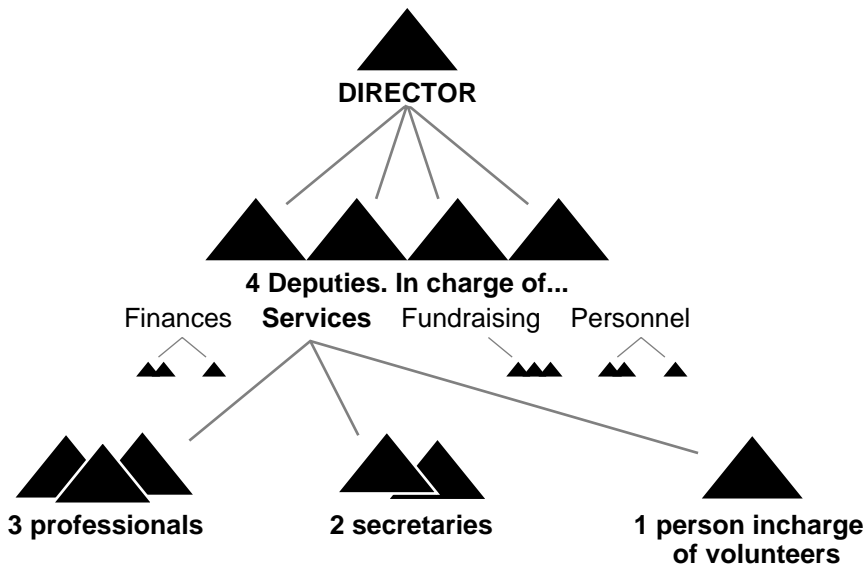 DIRECTOR
4 Deputies. In charge of...
Finances Services Fundraising Personnel
3 professionals 2 secretaries 1 person incharge
of volunteers